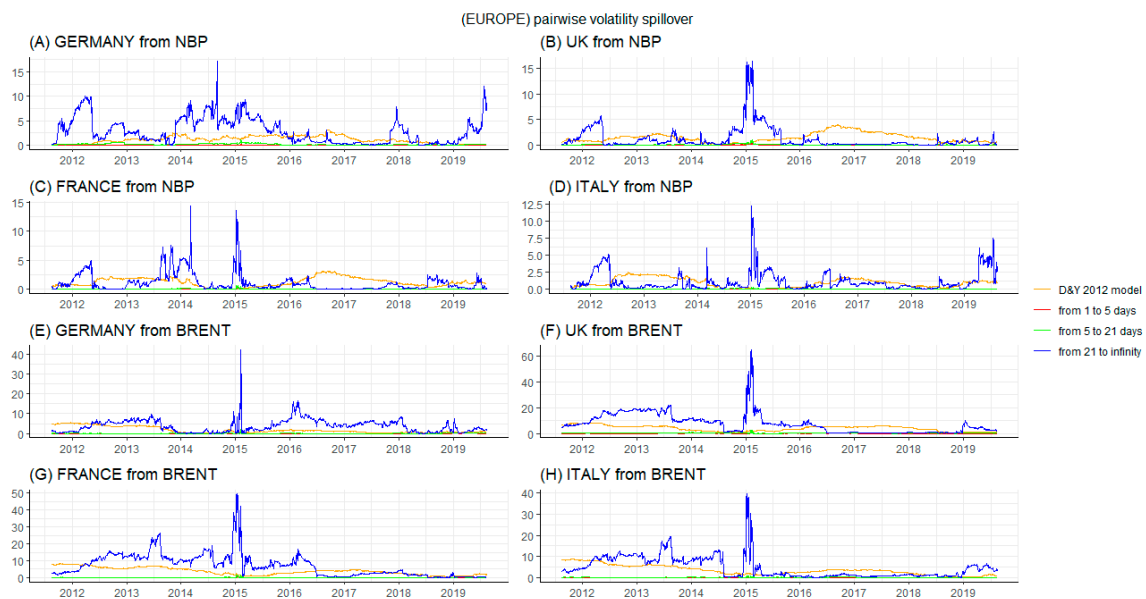 (EUROPE) pairwise volatility spillover
(A) GERMANY from NBP
15
10
5
0
2012 2013 2014 2015 2016 2017 2018 2019
(B) UK from NBP
15
10
5
0
2012 2013 2014 2015 2016 2017 2018 2019
(C) FRANCE from NBP
15
10
5
0
2012 2013 2014 2015 2016 2017 2018 2019
(D) ITALY from NBP
12.5
10.0
7.5
5.0
2.5
0.0
2012 2013 2014 2015 2016 2017 2018 2019
D&Y 2012 model
from 1 to 5 days
from 5 to 21 days
from 21 to infinity
(E) GERMANY from BRENT
40
30
20
10
0
2012 2013 2014 2015 2016 2017 2018 2019
(F) UK from BRENT
60
40
20
0
2012 2013 2014 2015 2016 2017 2018 2019
(G) FRANCE from BRENT
50
40
30
20
10
0
2012 2013 2014 2015 2016 2017 2018 2019
(H) ITALY from BRENT
40
30
20
10
0
2012 2013 2014 2015 2016 2017 2018 2019